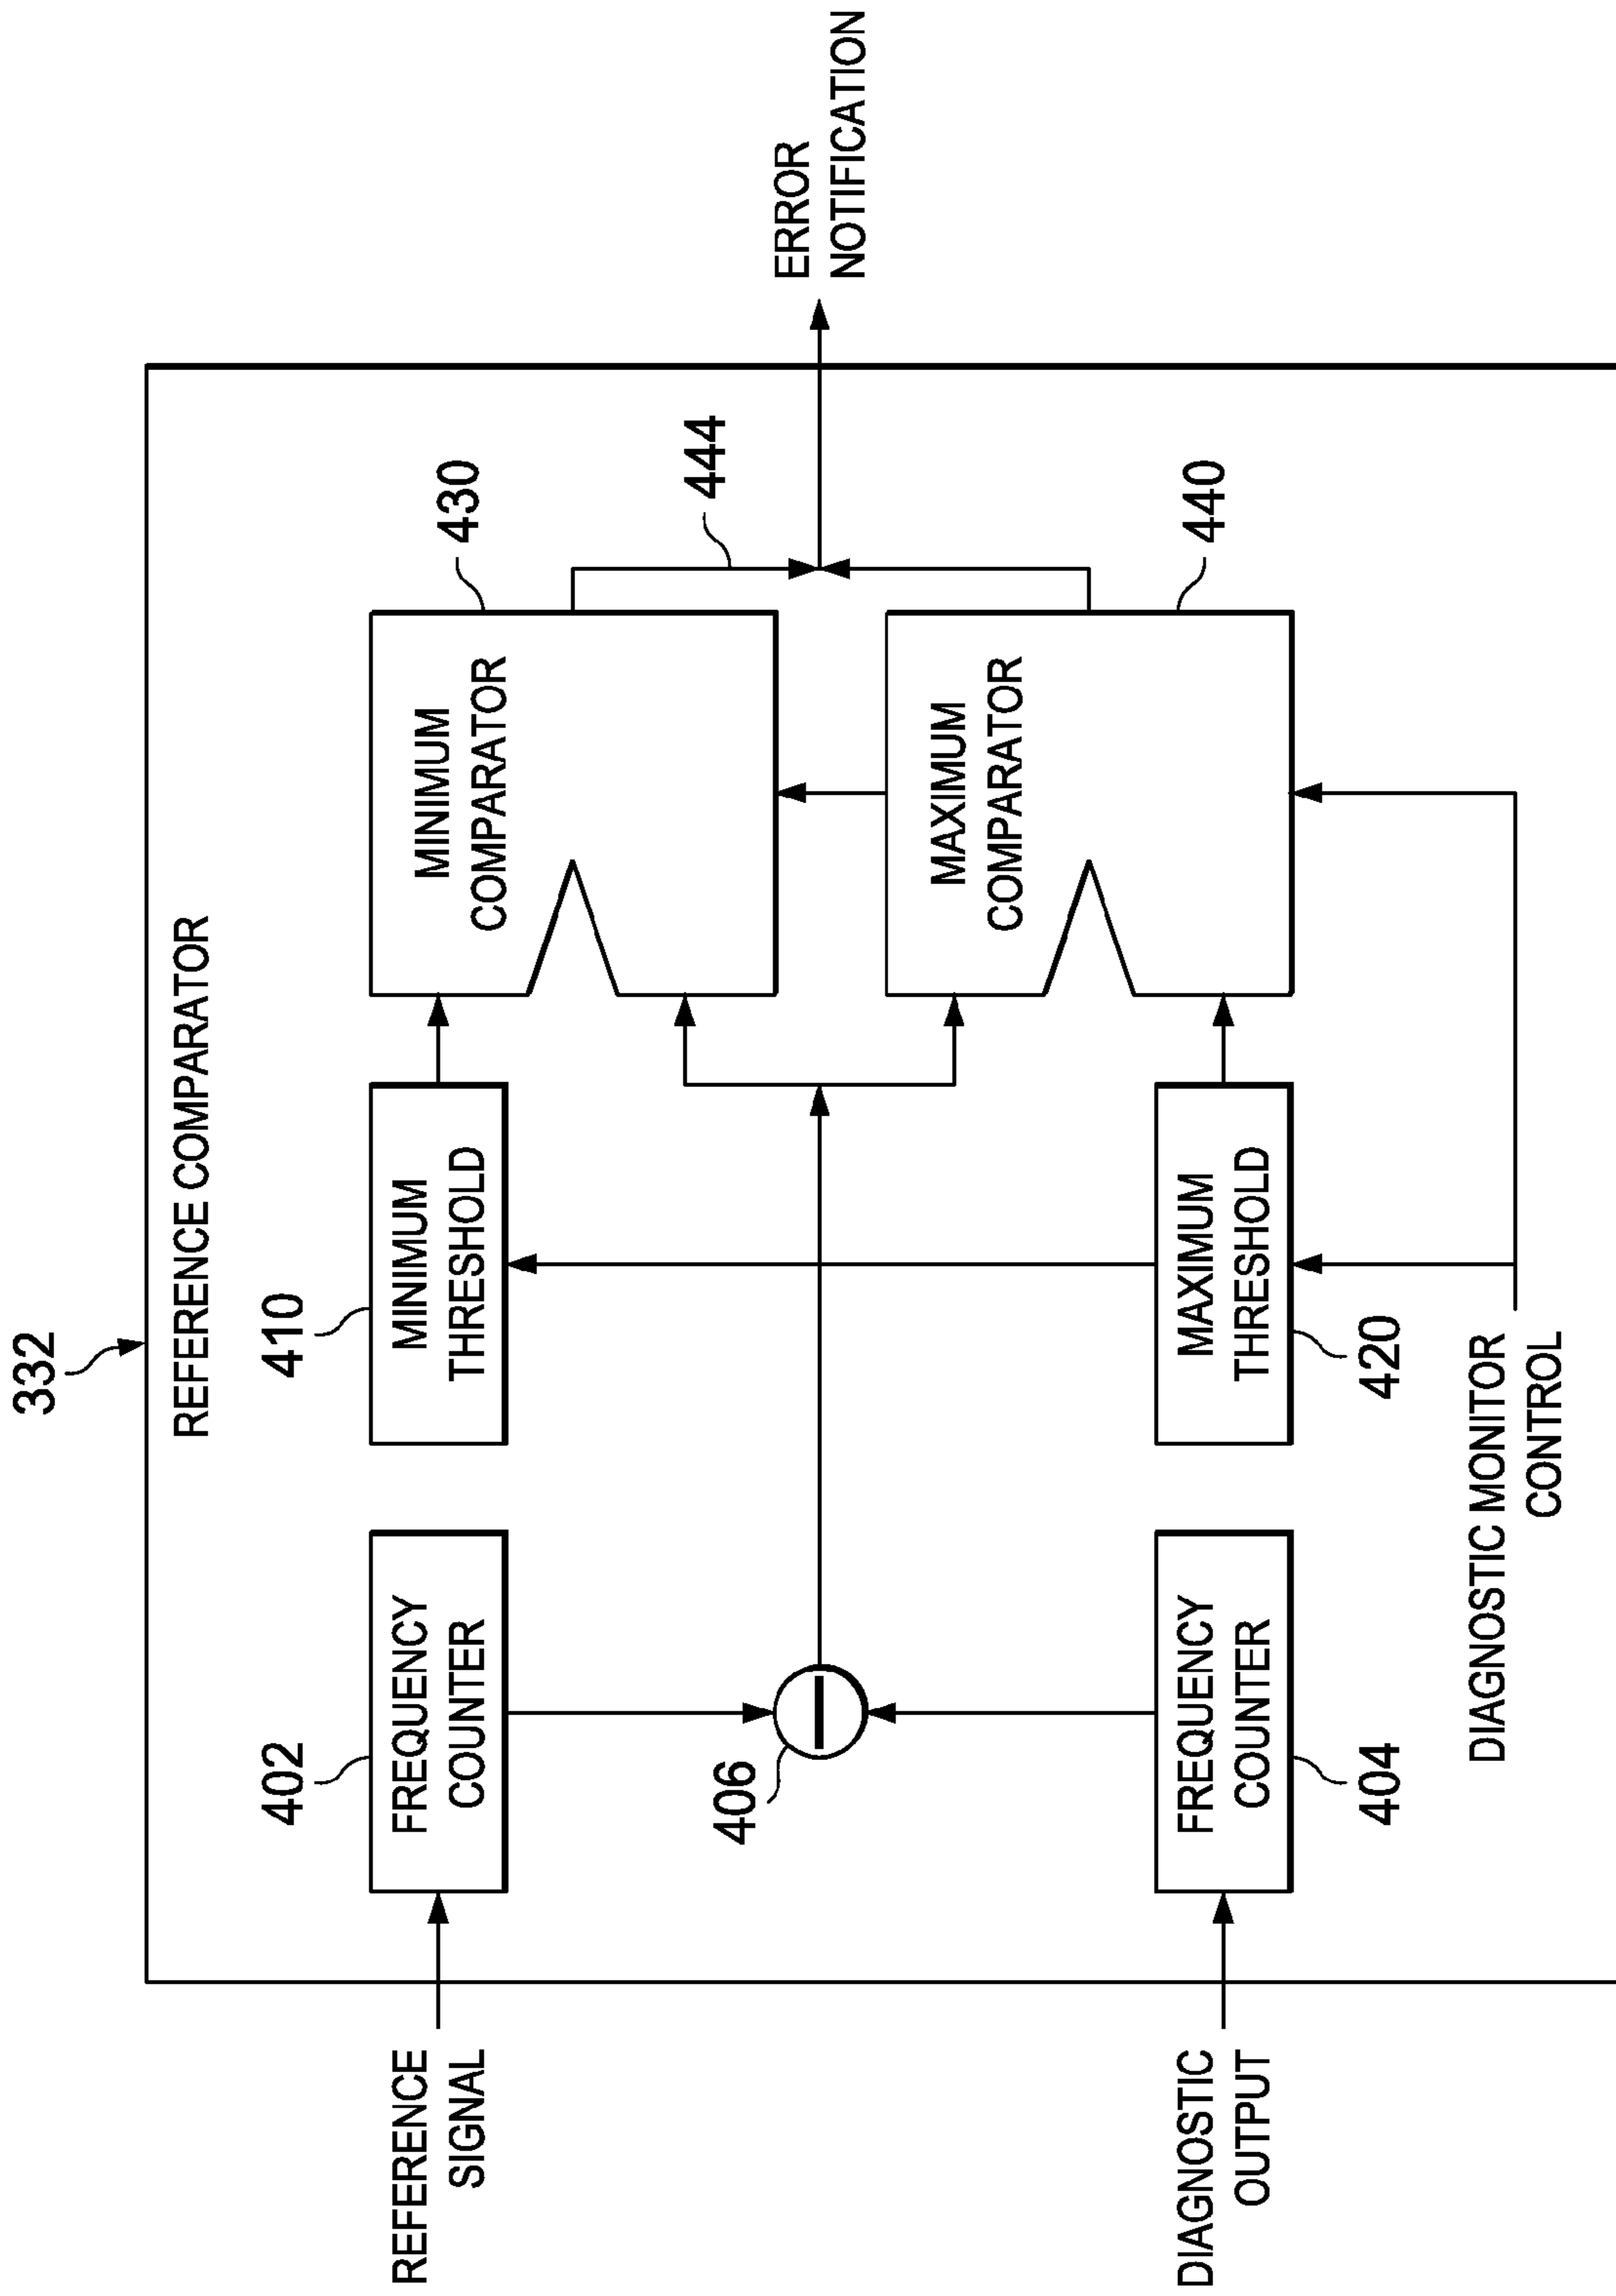 332
REFERENCE COMPARATOR
402
FREQUENCY
COUNTER
410
MINIMUM
THRESHOLD
430
MINIMUM
COMPARATOR
REFERENCE
SIGNAL
444
406
ERROR
NOTIFICATION
DIAGNOSTIC
OUTPUT
FREQUENCY
COUNTER
404
MAXIMUM
THRESHOLD
420
MAXIMUM
COMPARATOR
440
DIAGNOSTIC MONITOR
CONTROL